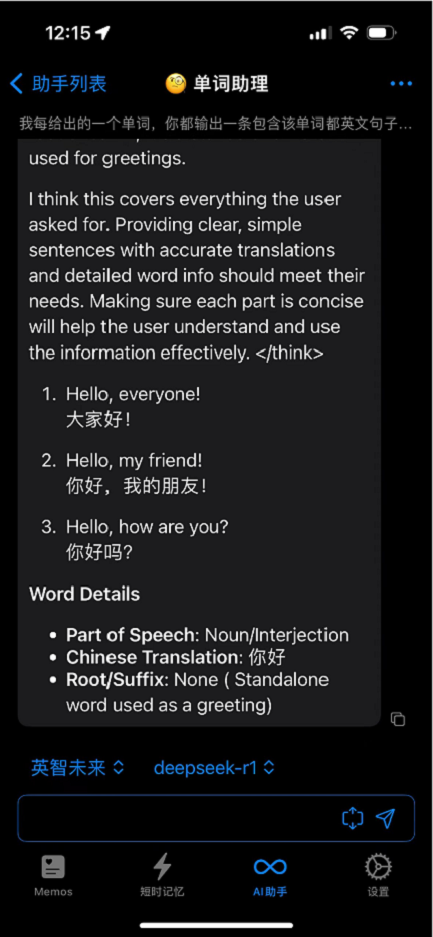 12:15
助手列表
🧐 单词助理
我每给出的一个单词，你都输出一条包含该单词都英文句子...
used for greetings.
I think this covers everything the user
asked for. Providing clear, simple
sentences with accurate translations
and detailed word info should meet their
needs. Making sure each part is concise
will help the user understand and use
the information effectively. </think>
1. Hello, everyone!
大家好！
2. Hello, my friend!
你好，我的朋友！
3. Hello, how are you?
你好吗?
Word Details
• Part of Speech: Noun/Interjection
• Chinese Translation: 你好
• Root/Suffix: None ( Standalone
word used as a greeting)
英智未来 deepseek-r1
Memos 短时记忆 AI助手 设置